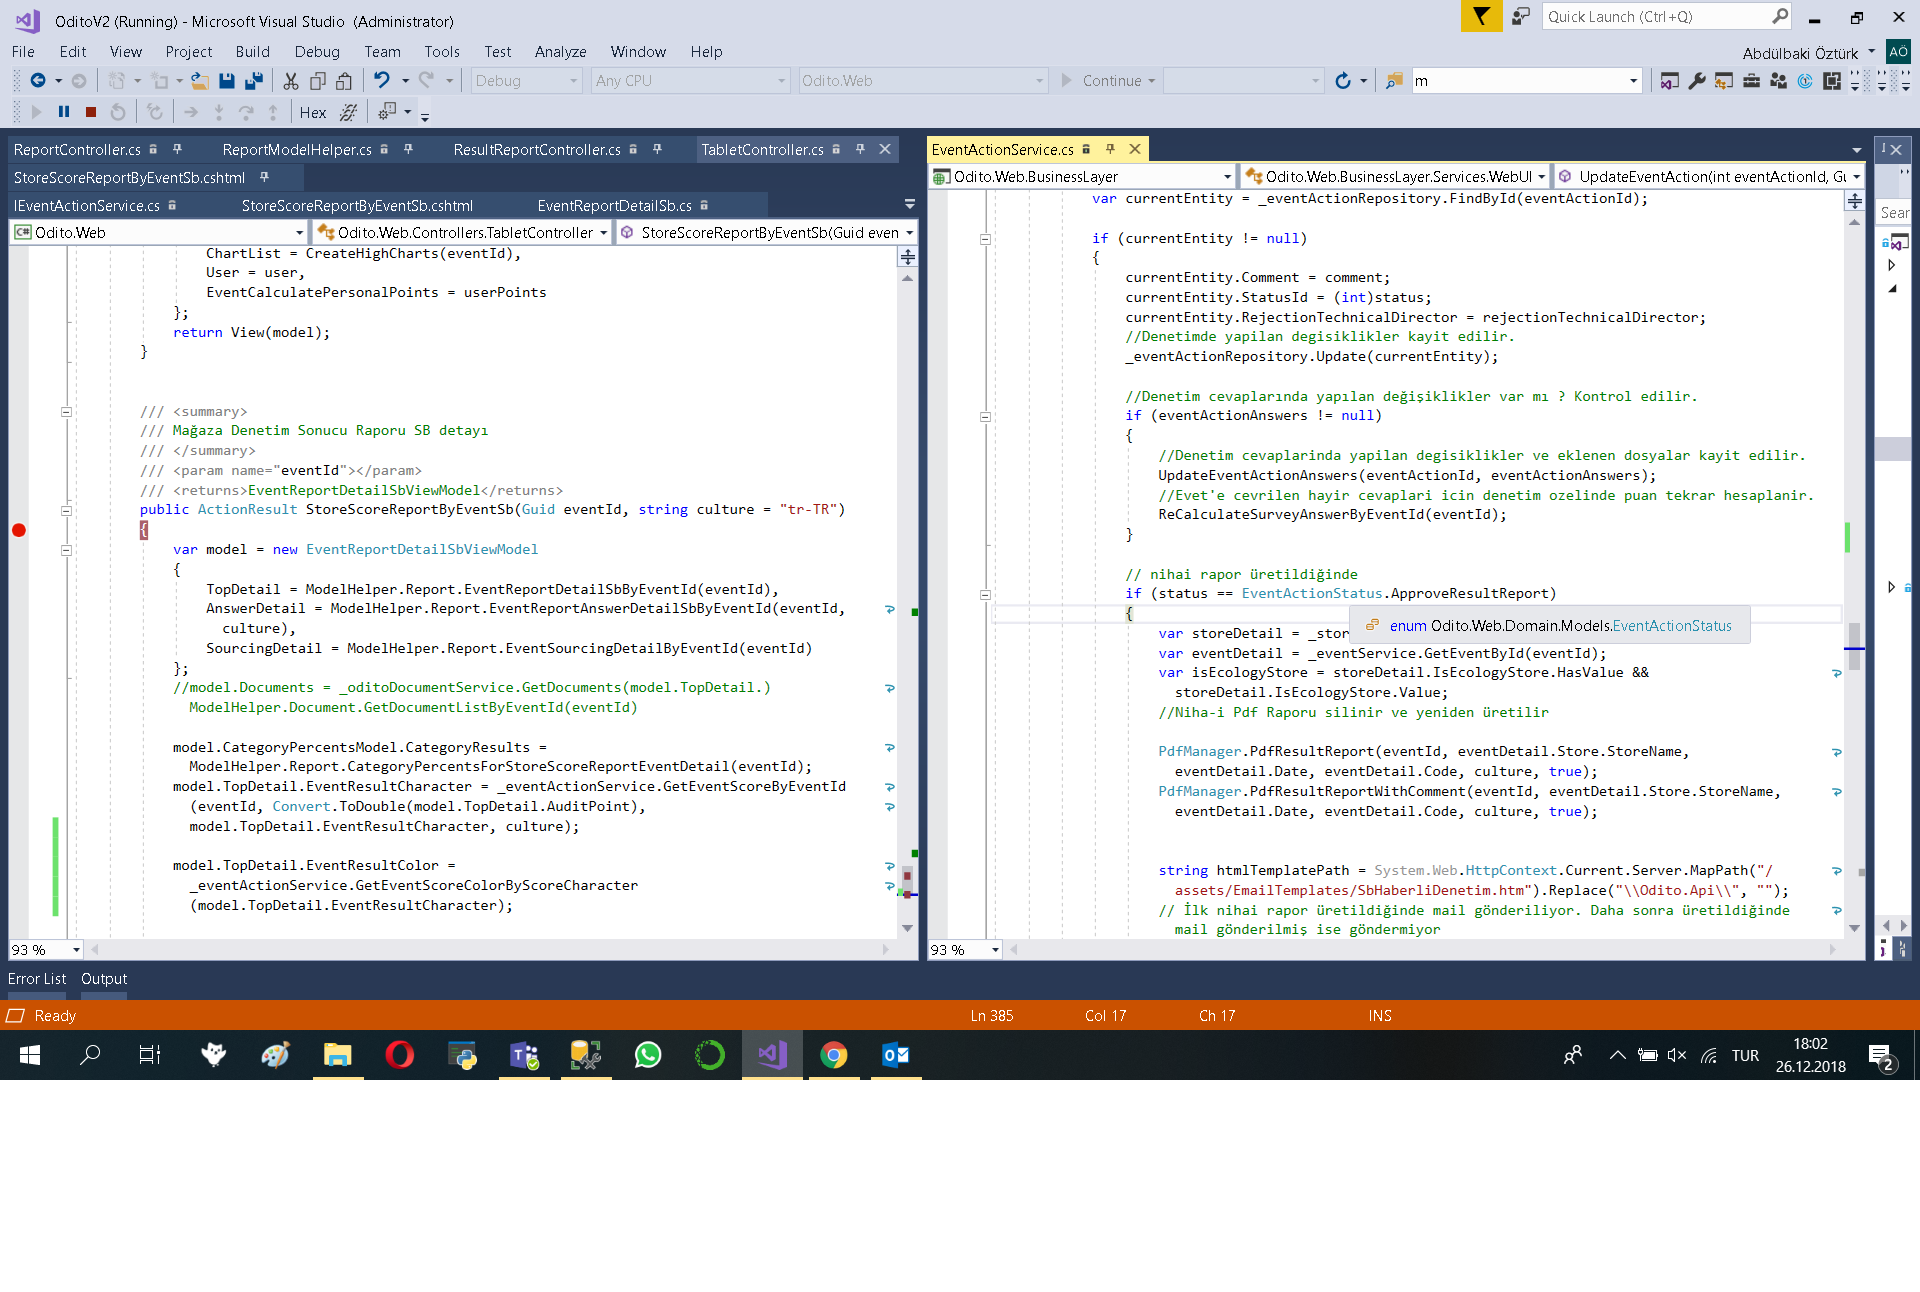 OditoV2 (Running) - Microsoft Visual Studio (Administrator)
Quick Launch (Ctrl+Q)
File Edit View Project Build Debug Team Tools Test Analyze Window Help
Abdülbaki Öztürk AÖ
Debug Any CPU Odito.Web Continue m
Hex
ReportController.cs ReportModelHelper.cs ResultReportController.cs TabletController.cs
StoreScoreReportByEventSb.cshtml
IEventActionService.cs StoreScoreReportByEventSb.cshtml EventReportDetailSb.cs
Odito.Web Odito.Web.Controllers.TabletController StoreScoreReportByEventSb(Guid even
ChartList = CreateHighCharts(eventId),
User = user,
EventCalculatePersonalPoints = userPoints
};
return View(model);
}
/// <summary>
/// Mağaza Denetim Sonucu Raporu SB detayı
/// </summary>
/// <param name="eventId"></param>
/// <returns>EventReportDetailSbViewModel</returns>
public ActionResult StoreScoreReportByEventSb(Guid eventId, string culture = "tr-TR")
{
var model = new EventReportDetailSbViewModel
{
TopDetail = ModelHelper.Report.EventReportDetailSbByEventId(eventId),
AnswerDetail = ModelHelper.Report.EventReportAnswerDetailSbByEventId(eventId,
culture),
SourcingDetail = ModelHelper.Report.EventSourcingDetailByEventId(eventId)
};
//model.Documents = _oditoDocumentService.GetDocuments(model.TopDetail.)
ModelHelper.Document.GetDocumentListByEventId(eventId)
model.CategoryPercentsModel.CategoryResults =
ModelHelper.Report.CategoryPercentsForStoreScoreReportEventDetail(eventId);
model.TopDetail.EventResultCharacter = _eventActionService.GetEventScoreByEventId
(eventId, Convert.ToDouble(model.TopDetail.AuditPoint),
model.TopDetail.EventResultCharacter, culture);
model.TopDetail.EventResultColor =
_eventActionService.GetEventScoreColorByScoreCharacter
(model.TopDetail.EventResultCharacter);
93 %
EventActionService.cs
Odito.Web.BusinessLayer Odito.Web.BusinessLayer.Services.WebUI UpdateEventAction(int eventActionId, Gu
var currentEntity = _eventActionRepository.FindById(eventActionId);
if (currentEntity != null)
{
currentEntity.Comment = comment;
currentEntity.StatusId = (int)status;
currentEntity.RejectionTechnicalDirector = rejectionTechnicalDirector;
//Denetimde yapilan degisiklikler kayit edilir.
_eventActionRepository.Update(currentEntity);
//Denetim cevaplarında yapılan değişiklikler var mı ? Kontrol edilir.
if (eventActionAnswers != null)
{
//Denetim cevaplarinda yapilan degisiklikler ve eklenen dosyalar kayit edilir.
UpdateEventActionAnswers(eventActionId, eventActionAnswers);
//Evet'e cevrilen hayir cevaplari icin denetim ozelinde puan tekrar hesaplanir.
ReCalculateSurveyAnswerByEventId(eventId);
}
// nihai rapor üretildiğinde
if (status == EventActionStatus.ApproveResultReport)
{
enum Odito.Web.Domain.Models.EventActionStatus
var storeDetail = _stor
var eventDetail = _eventService.GetEventById(eventId);
var isEcologyStore = storeDetail.IsEcologyStore.HasValue &&
storeDetail.IsEcologyStore.Value;
//Niha-i Pdf Raporu silinir ve yeniden üretilir
PdfManager.PdfResultReport(eventId, eventDetail.Store.StoreName,
eventDetail.Date, eventDetail.Code, culture, true);
PdfManager.PdfResultReportWithComment(eventId, eventDetail.Store.StoreName,
eventDetail.Date, eventDetail.Code, culture, true);
string htmlTemplatePath = System.Web.HttpContext.Current.Server.MapPath("/
assets/EmailTemplates/SbHaberliDenetim.htm").Replace("\\Odito.Api\\", "");
// İlk nihai rapor üretildiğinde mail gönderiliyor. Daha sonra üretildiğinde
mail gönderilmiş ise göndermiyor
93 %
Sear
Error List Output
Ready Ln 385 Col 17 Ch 17 INS
TUR
18:02
26.12.2018
2